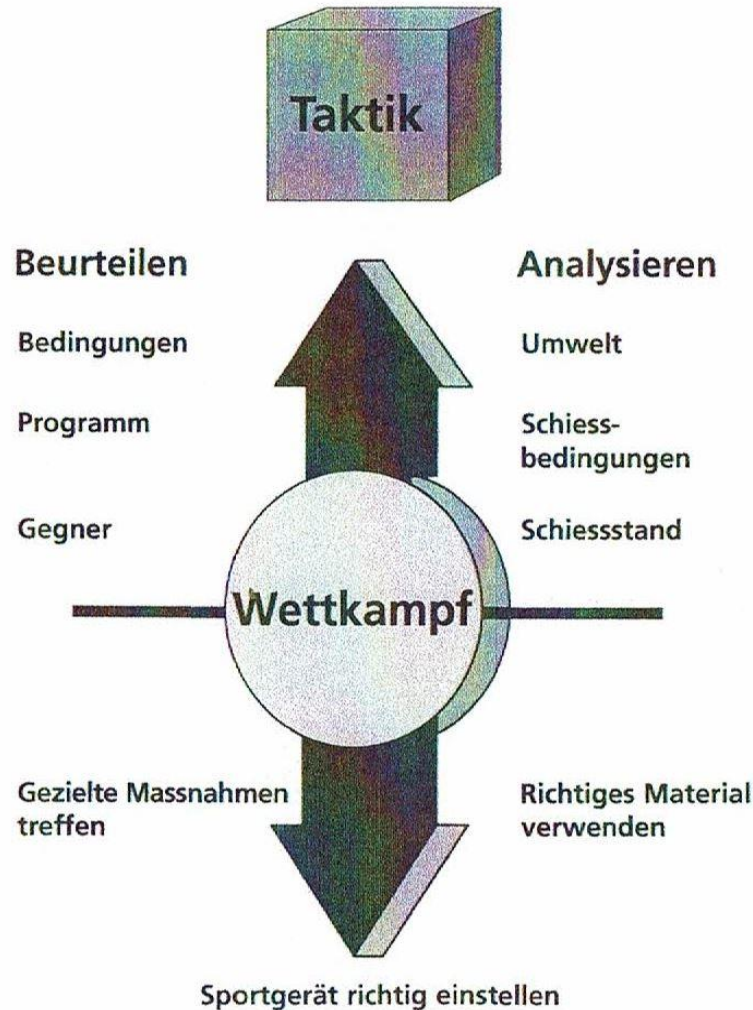 Taktik
Beurteilen
Bedingungen
Programm
Gegner
Analysieren
Umwelt
Schiess-
bedingungen
Schiessstand
Wettkampf
Gezielte Massnahmen
treffen
Richtiges Material
verwenden
Sportgerät richtig einstellen